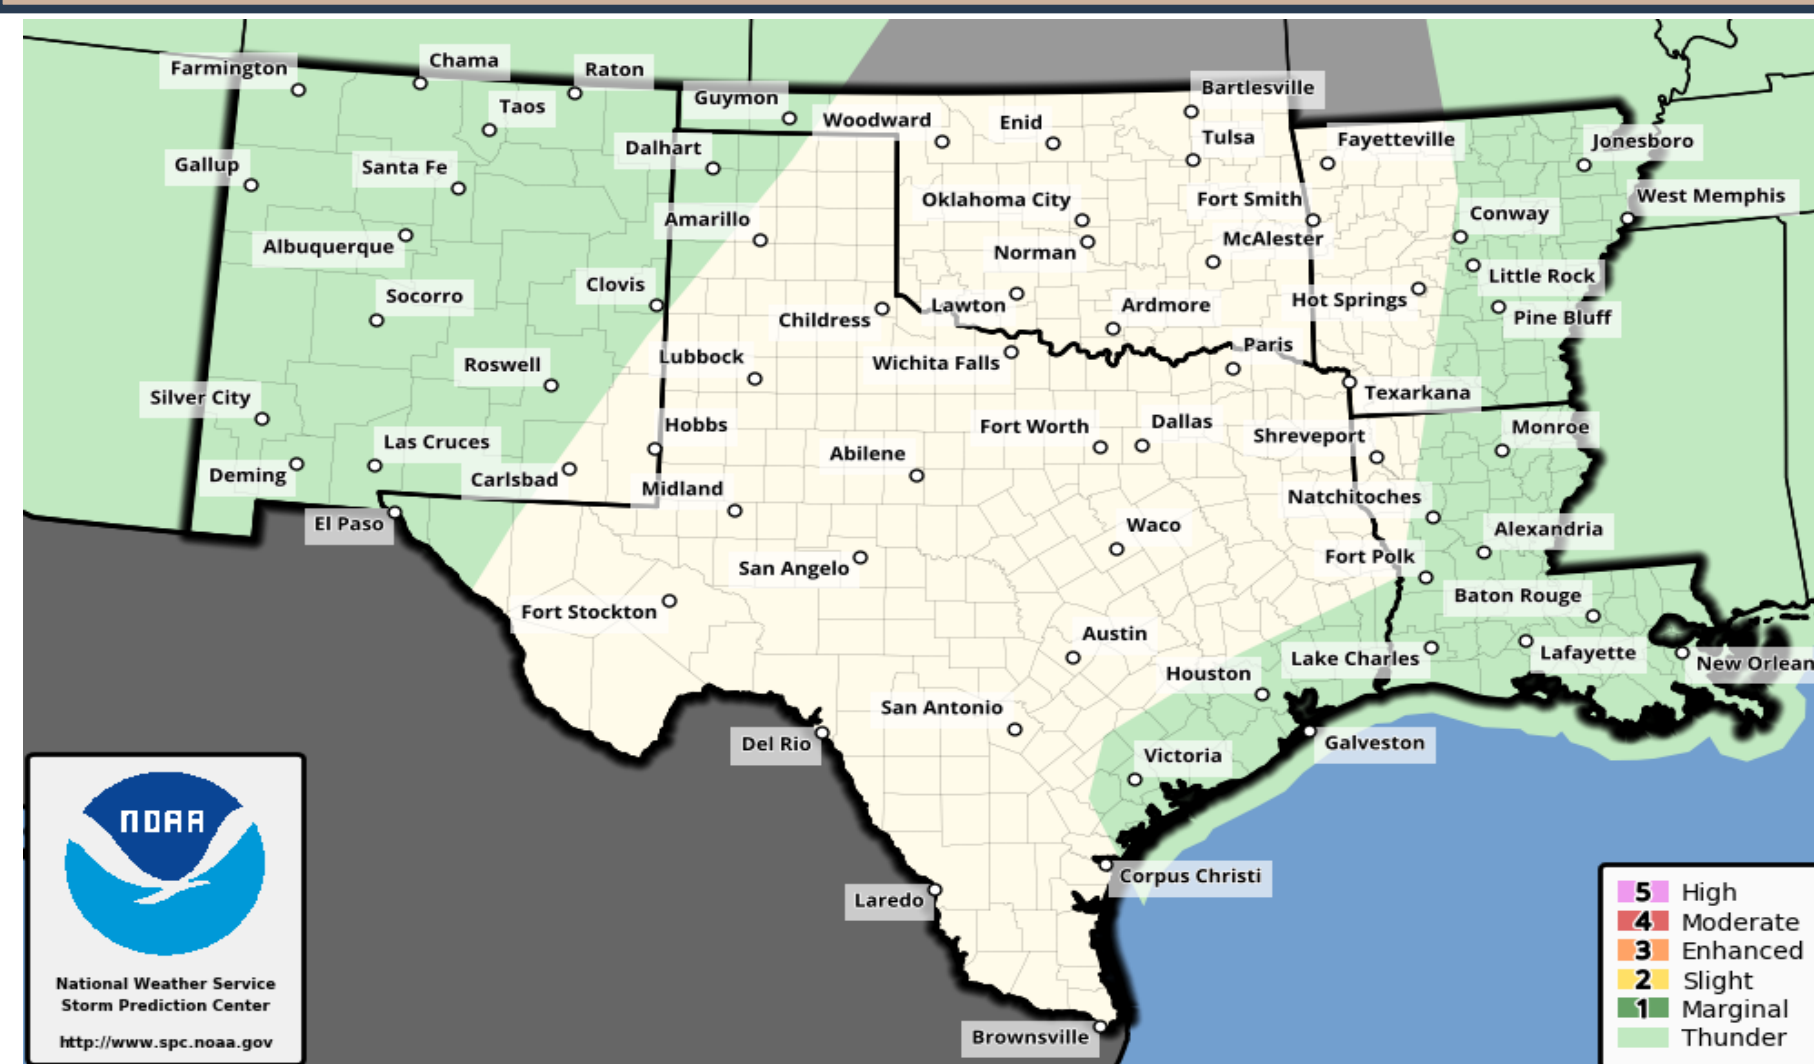 Farmington
Chama
Raton
Taos
Guymon
Woodward
Enid
Bartlesville
Tulsa
Fayetteville
Jonesboro
Gallup
Santa Fe
Dalhart
Oklahoma City
Fort Smith
West Memphis
Albuquerque
Amarillo
Norman
McAlester
Conway
Socorro
Clovis
Childress
Lawton
Ardmore
Hot Springs
Little Rock
Pine Bluff
Roswell
Lubbock
Wichita Falls
Paris
Texarkana
Silver City
Las Cruces
Hobbs
Fort Worth
Dallas
Shreveport
Monroe
Deming
Carlsbad
Midland
Abilene
Natchitoches
El Paso
San Angelo
Waco
Fort Polk
Alexandria
Fort Stockton
Austin
Baton Rouge
Houston
Lake Charles
Lafayette
New Orlean
Del Rio
San Antonio
Victoria
Galveston
Laredo
Corpus Christi
Brownsville
NOAA
National Weather Service
Storm Prediction Center
http://www.spc.noaa.gov
5 High
4 Moderate
3 Enhanced
2 Slight
1 Marginal
Thunder